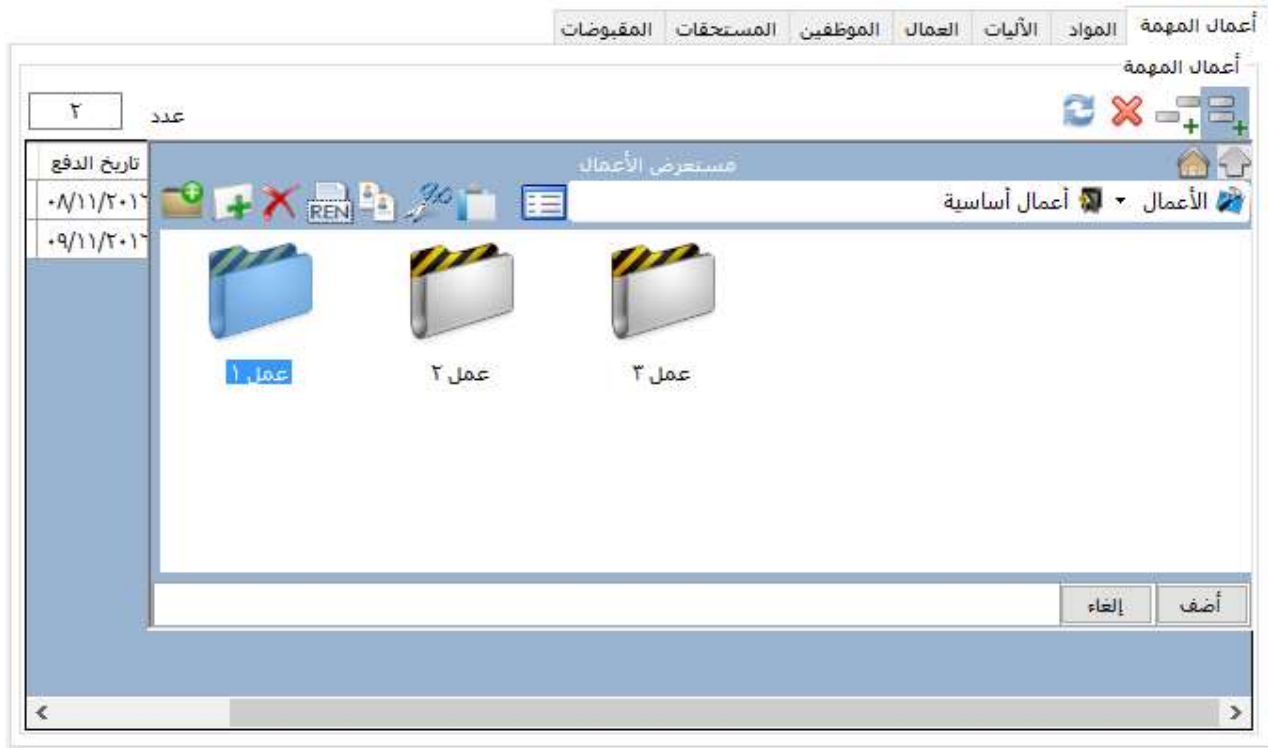 أعمال المهمة المواد الأليات العمال الموظفين المستحقات المقبوضات
أعمال المهمة
عدد ٢
مستعرض الأعمال
تاريخ الدفع
الأعمال أعمال أساسية
REN
عمل ١ عمل ٢ عمل ٣
أضف إلغاء